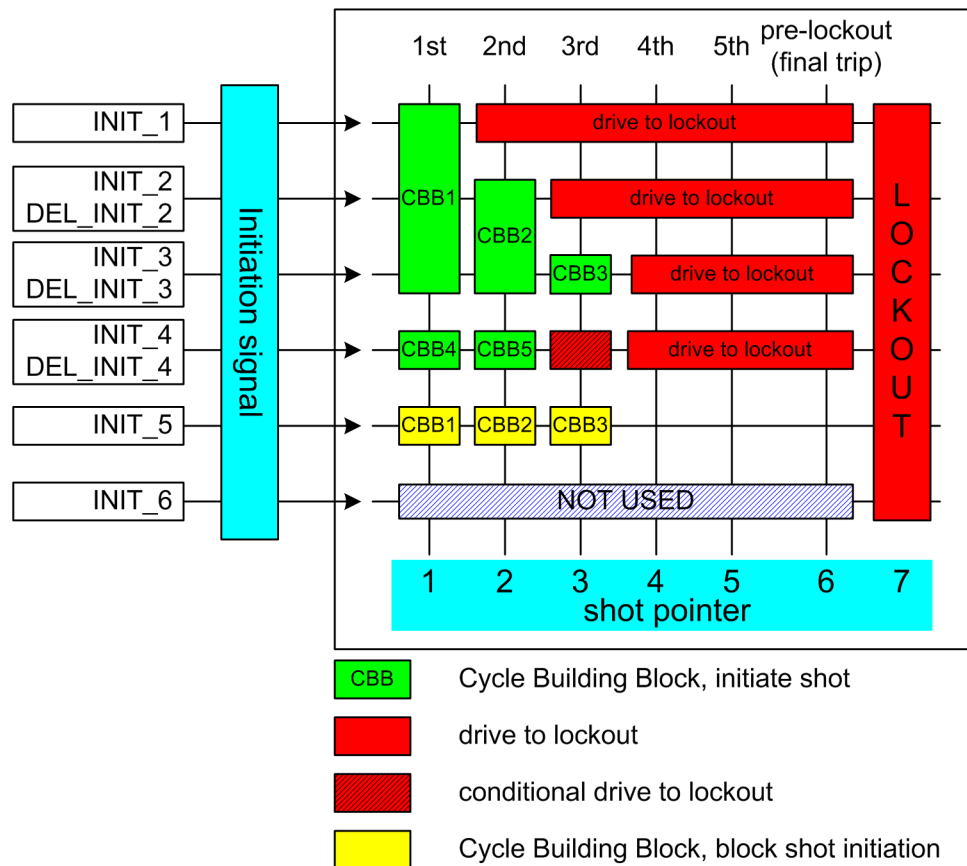 1st 2nd 3rd 4th 5th pre-lockout
(final trip)
INIT_1
drive to lockout
INIT_2
DEL_INIT_2
CBB1
drive to lockout
CBB2
INIT_3
DEL_INIT_3
CBB3
drive to lockout
INIT_4
DEL_INIT_4
CBB4
CBB5
drive to lockout
INIT_5
CBB1
CBB2
CBB3
INIT_6
NOT USED
Initiation signal
LOCKOUT
1 2 3 4 5 6 7
shot pointer
CBB
Cycle Building Block, initiate shot
drive to lockout
conditional drive to lockout
Cycle Building Block, block shot initiation